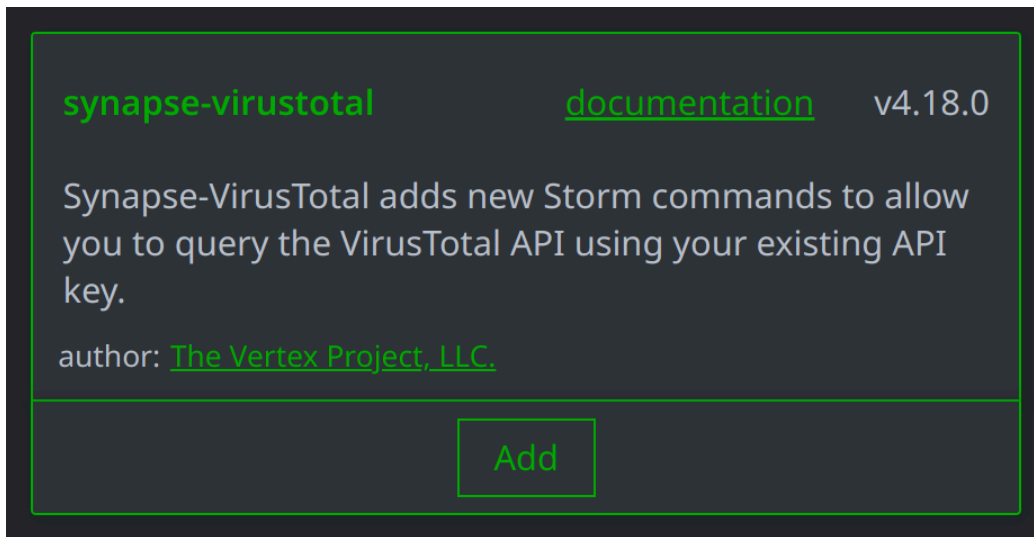 synapse-virustotal documentation v4.18.0
Synapse-VirusTotal adds new Storm commands to allow
you to query the VirusTotal API using your existing API
key.
author: The Vertex Project, LLC.
Add